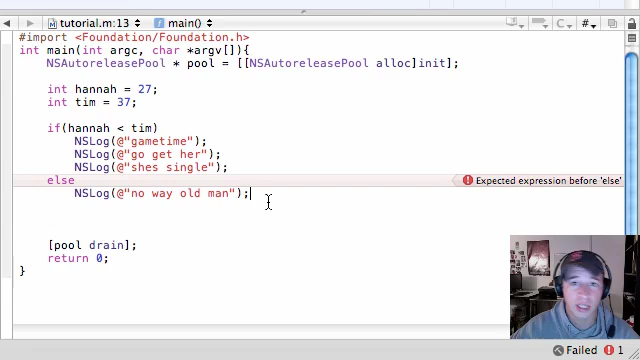 tutorial.m:13 main()
#import <Foundation/Foundation.h>
int main(int argc, char *argv[]){
NSAutoreleasePool * pool = [[NSAutoreleasePool alloc]init];
int hannah = 27;
int tim = 37;
if(hannah < tim)
NSLog(@"gametime");
NSLog(@"go get her");
NSLog(@"shes single");
else
Expected expression before 'else'
NSLog(@"no way old man");
[pool drain];
return 0;
}
Failed 1